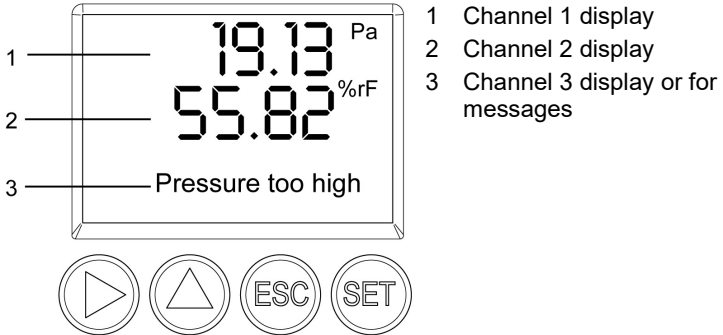 19.13 Pa
55.82 %rF
Pressure too high
1
2
3
ESC SET
1 Channel 1 display
2 Channel 2 display
3 Channel 3 display or for
messages